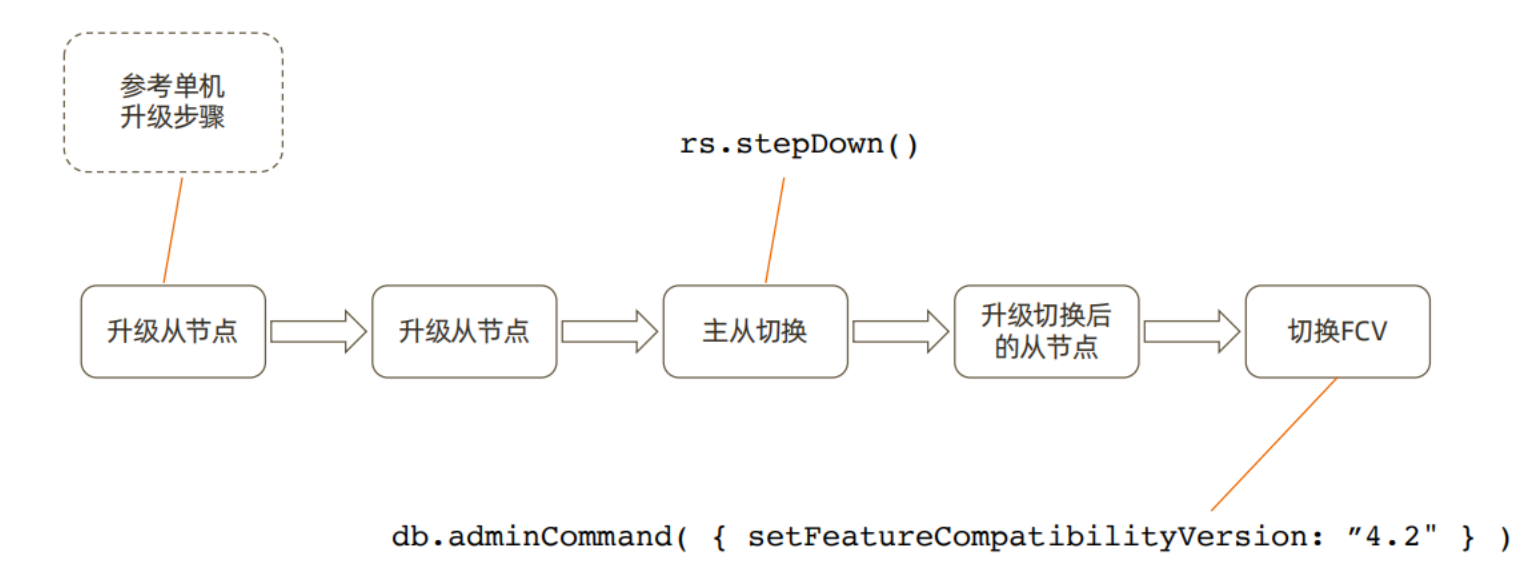 参考单机
升级步骤
rs.stepDown()
升级从节点
升级从节点
主从切换
升级切换后
的从节点
切换FCV
db.adminCommand( { setFeatureCompatibilityVersion: ”4.2" } )